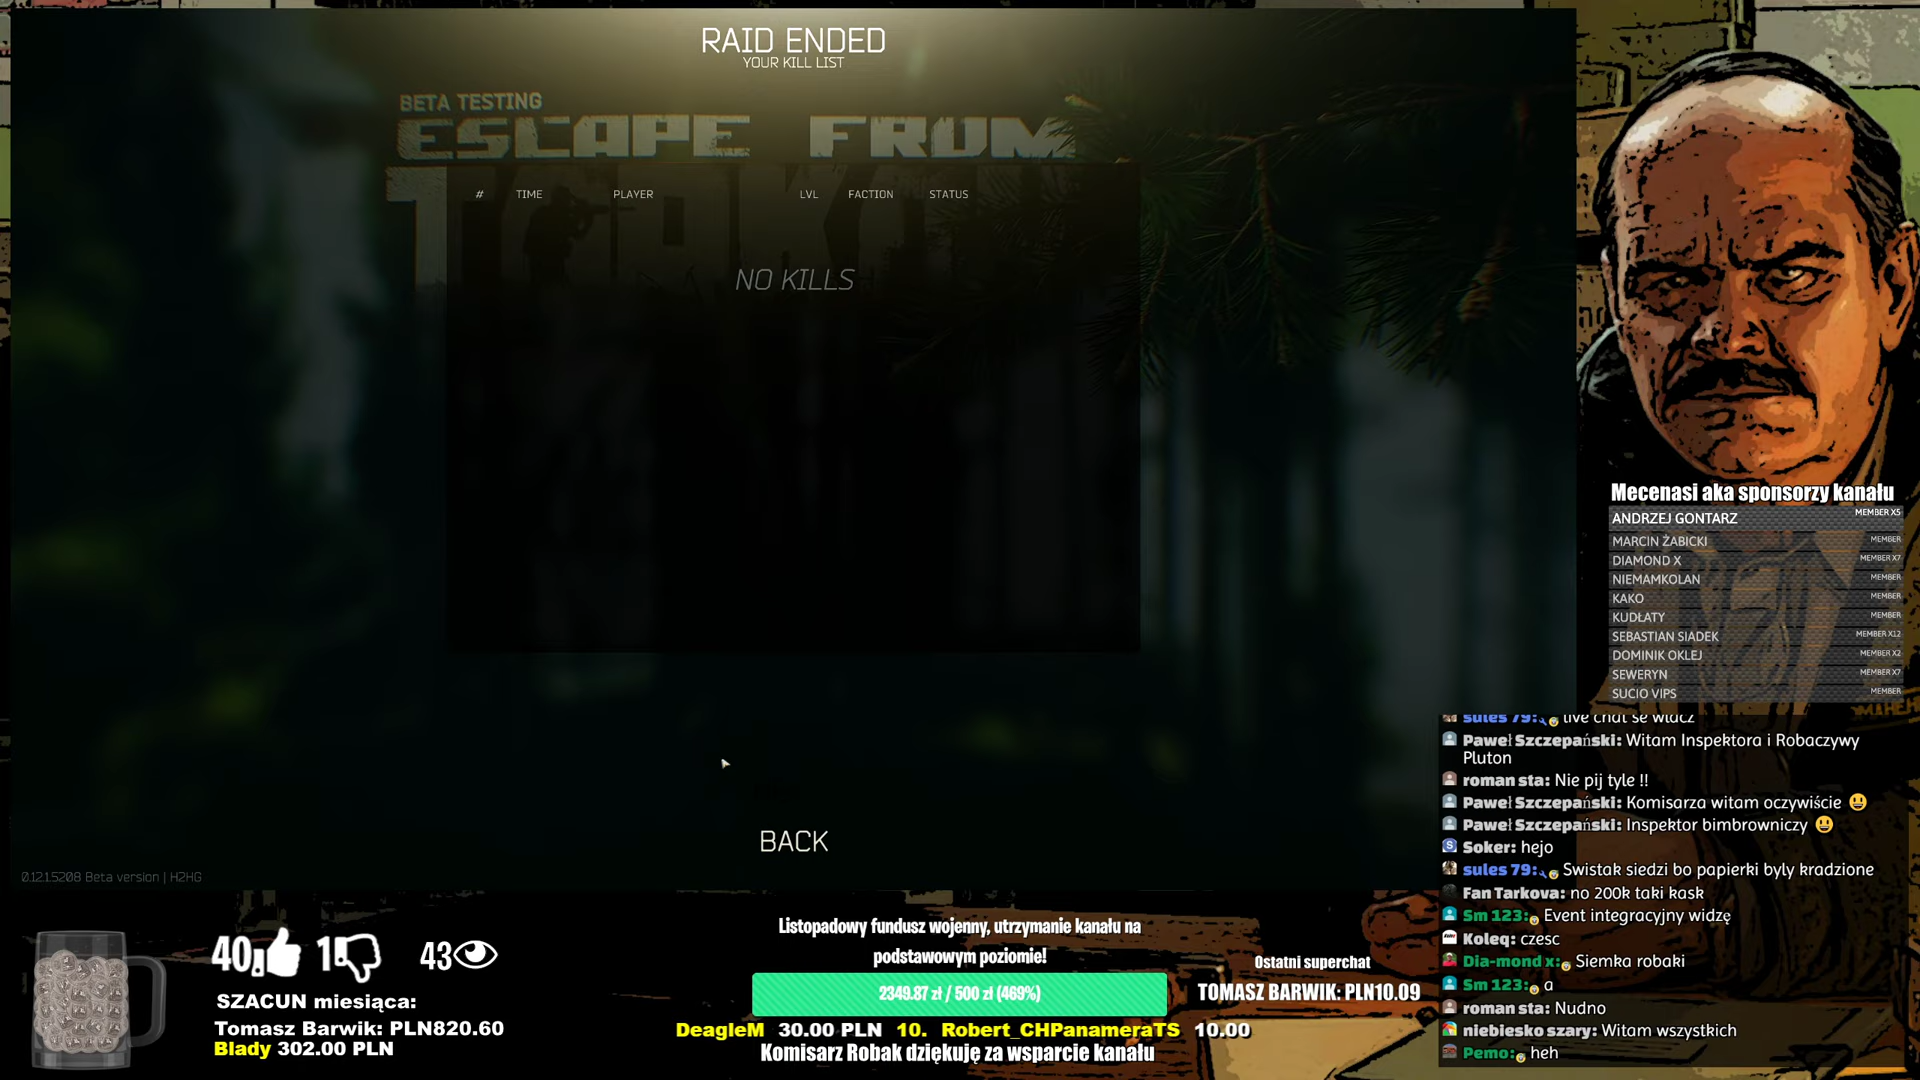 RAID ENDED
YOUR KILL LIST
BETA TESTING
ESCAPE FROM
# TIME PLAYER LVL FACTION STATUS
NO KILLS
BACK
0.12.1.5208 Beta version | H2HG
Mecenasi aka sponsorzy kanału
ANDRZEJ GONTARZ MEMBER X5
MARCIN ŻABICKI MEMBER
DIAMOND X MEMBER X7
NIEMAMKOLAN MEMBER
KAKO MEMBER
KUDŁATY MEMBER
SEBASTIAN SIADEK MEMBER X12
DOMINIK OKLEJ MEMBER X2
SEWERYN MEMBER X7
SUCIO VIPS MEMBER
sules 79: live chat se wlacz
Paweł Szczepański: Witam Inspektora i Robaczywy
Pluton
roman sta: Nie pij tyle !!
Paweł Szczepański: Komisarza witam oczywiście 😃
Paweł Szczepański: Inspektor bimbrowniczy 😃
Soker: hejo
sules 79: Swistak siedzi bo papierki byly kradzione
Fan Tarkova: no 200k taki kask
Sm 123: Event integracyjny widzę
Koleq: czesc
Dia-mond x: Siemka robaki
Sm 123: a
roman sta: Nudno
niebiesko szary: Witam wszystkich
Pemo: heh
40 1 43
SZACUN miesiąca:
Tomasz Barwik: PLN820.60
Blady 302.00 PLN
Listopadowy fundusz wojenny, utrzymanie kanału na
podstawowym poziomie!
2349.87 zł / 500 zł (469%)
DeagleM 30.00 PLN 10. Robert_CHPanameraTS 10.00
Komisarz Robak dziękuję za wsparcie kanału
Ostatni superchat
TOMASZ BARWIK: PLN10.09